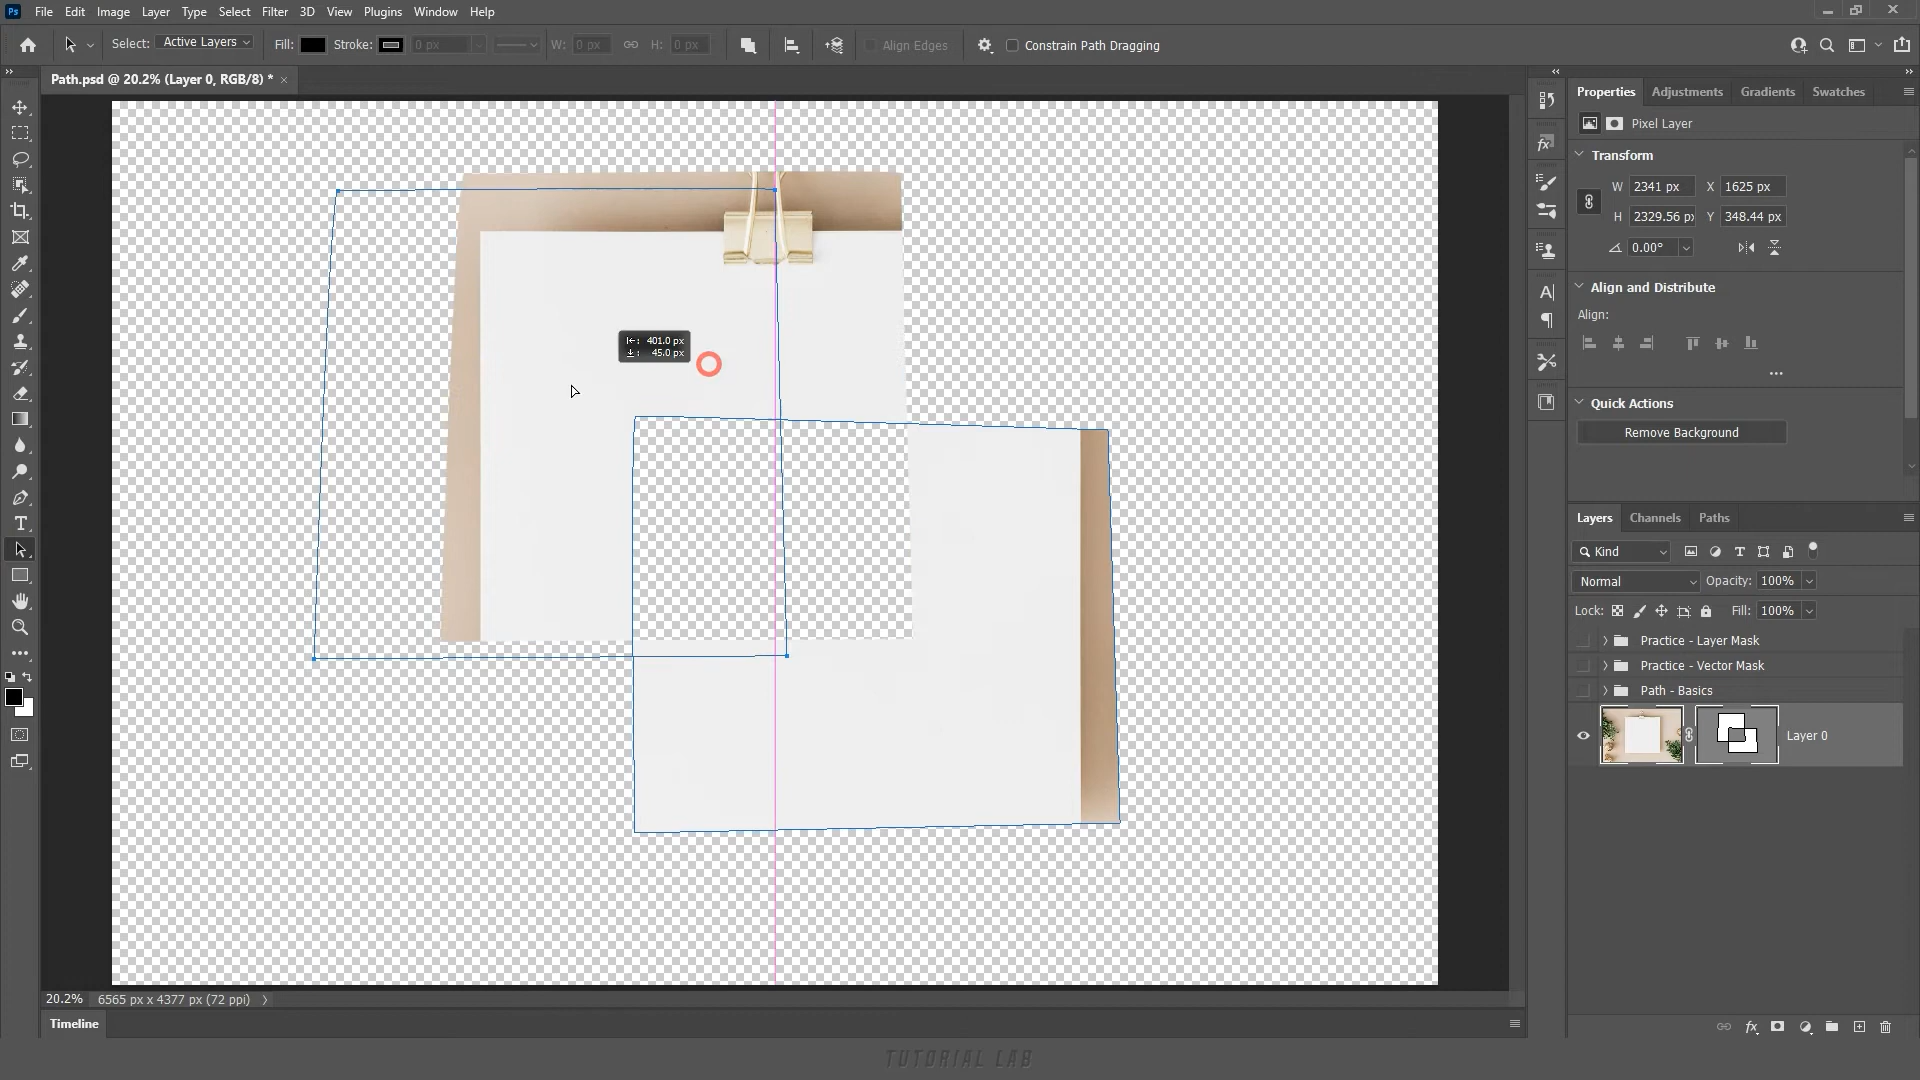 Ps File Edit Image Layer Type Select Filter 3D View Plugins Window Help
Select: Active Layers Fill: Stroke: 0 px W: 0 px H: 0 px Align Edges Constrain Path Dragging
Path.psd @ 20.2% (Layer 0, RGB/8) *
Properties Adjustments Gradients Swatches
Pixel Layer
Transform
W 2341 px X 1625 px
H 2329.56 px Y 348.44 px
0.00°
Align and Distribute
Align:
Quick Actions
Remove Background
401.0 px
45.0 px
Layers Channels Paths
Kind
Normal Opacity: 100%
Lock: Fill: 100%
Practice - Layer Mask
Practice - Vector Mask
Path - Basics
Layer 0
20.2% 6565 px x 4377 px (72 ppi)
Timeline
TUTORIAL LAB